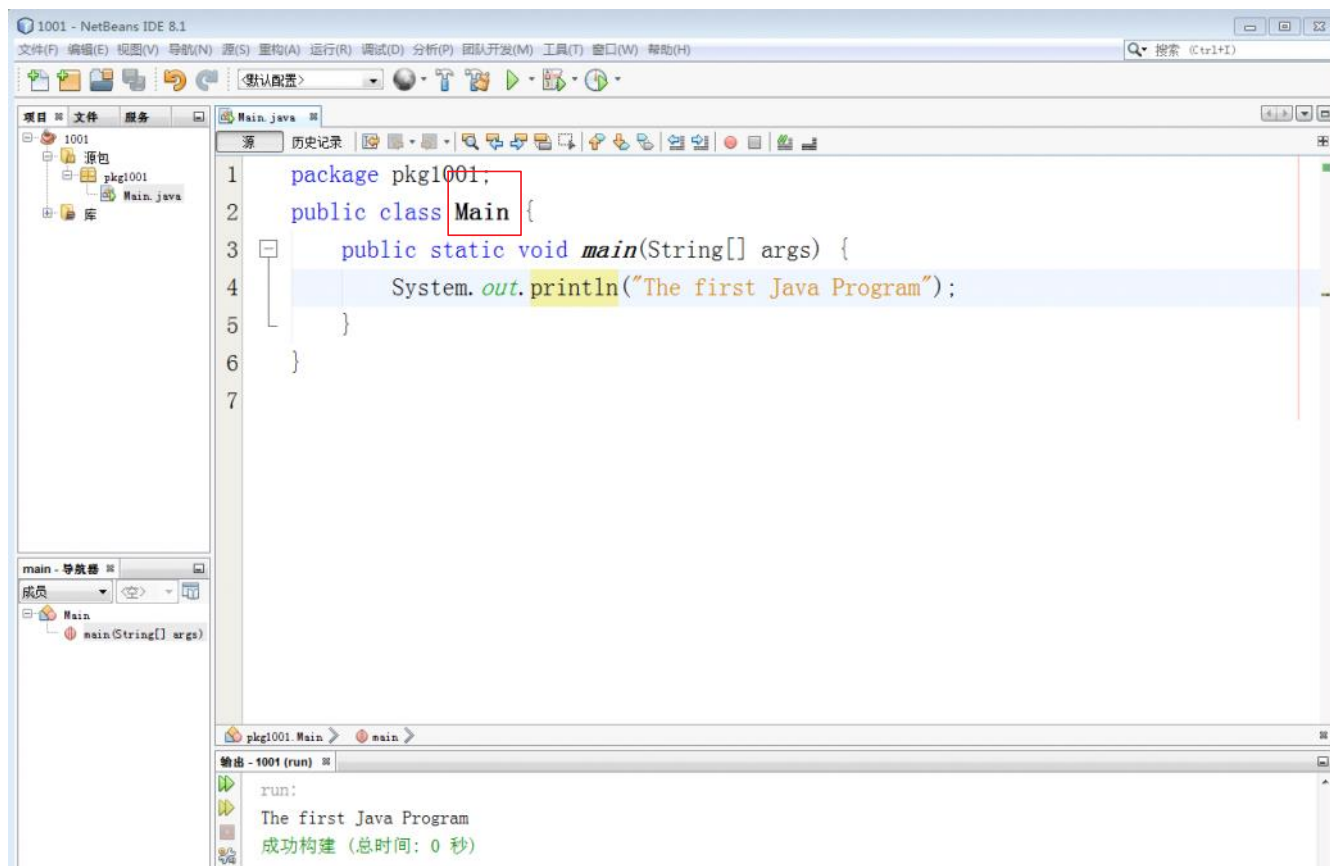 1001 - NetBeans IDE 8.1
文件(F) 编辑(E) 视图(V) 导航(N) 源(S) 重构(A) 运行(R) 调试(D) 分析(P) 团队开发(M) 工具(T) 窗口(W) 帮助(H)
搜索 (Ctrl+I)
<默认配置>
项目 文件 服务
Main.java
1001
源包
pkg1001
Main.java
库
源 历史记录
1 package pkg1001;
2 public class Main {
3 public static void main(String[] args) {
4 System.out.println("The first Java Program");
5 }
6 }
7
main - 导航器
成员 <空>
Main
main(String[] args)
pkg1001.Main main
输出 - 1001 (run)
run:
The first Java Program
成功构建 (总时间: 0 秒)